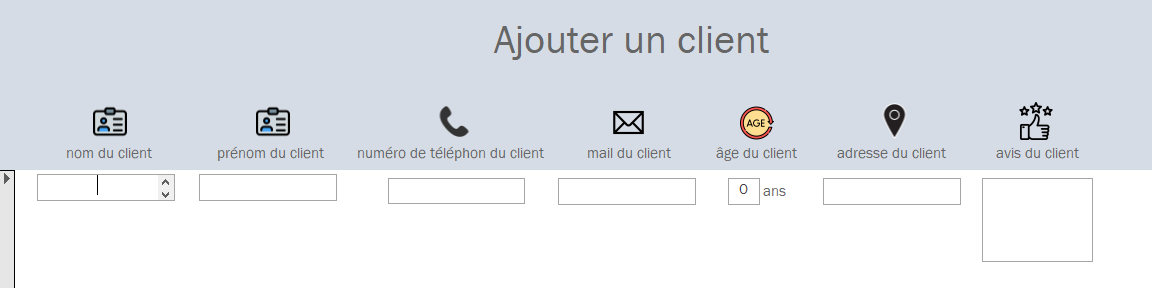 Ajouter un client
AGE
nom du client
prénom du client
numéro de téléphon du client
mail du client
âge du client
adresse du client
avis du client
0 ans